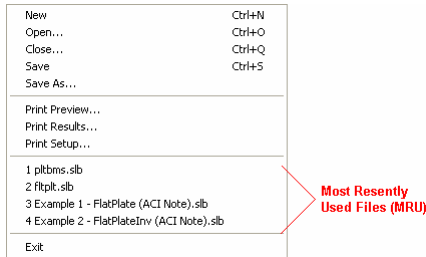 New Ctrl+N
Open... Ctrl+O
Close... Ctrl+Q
Save Ctrl+S
Save As...
Print Preview...
Print Results...
Print Setup...
1 pltbms.slb
2 fltplt.slb
3 Example 1 - FlatPlate (ACI Note).slb
4 Example 2 - FlatPlateInv (ACI Note).slb
Most Resently
Used Files (MRU)
Exit